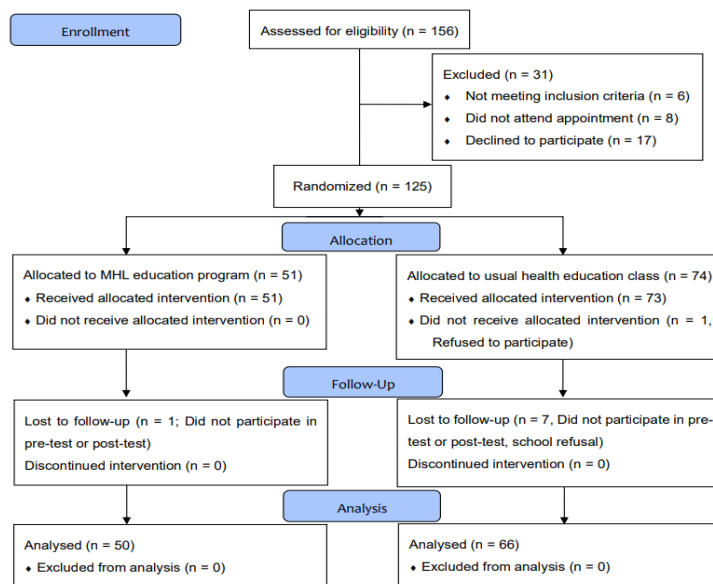 Enrollment
Assessed for eligibility (n = 156)
Excluded (n = 31)
⬧ Not meeting inclusion criteria (n = 6)
⬧ Did not attend appointment (n = 8)
⬧ Declined to participate (n = 17)
Randomized (n = 125)
Allocation
Allocated to MHL education program (n = 51)
⬧ Received allocated intervention (n = 51)
⬧ Did not receive allocated intervention (n = 0)
Allocated to usual health education class (n = 74)
⬧ Received allocated intervention (n = 73)
⬧ Did not receive allocated intervention (n = 1,
Refused to participate)
Follow-Up
Lost to follow-up (n = 1; Did not participate in
pre-test or post-test)
Discontinued intervention (n = 0)
Lost to follow-up (n = 7, Did not participate in pre-
test or post-test, school refusal)
Discontinued intervention (n = 0)
Analysis
Analysed (n = 50)
⬧ Excluded from analysis (n = 0)
Analysed (n = 66)
⬧ Excluded from analysis (n = 0)